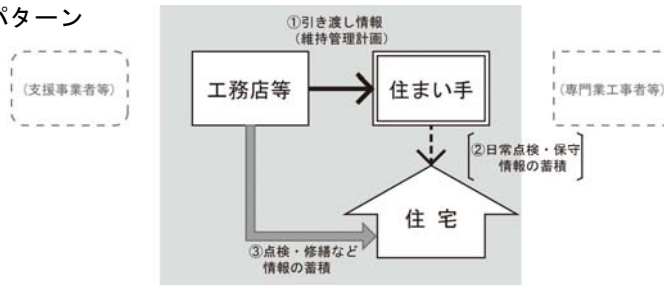 パターン
①引き渡し情報
(維持管理計画)
(支援事業者等)
工務店等
住まい手
(専門業工事者等)
②日常点検・保守
情報の蓄積
住 宅
③点検・修繕など
情報の蓄積